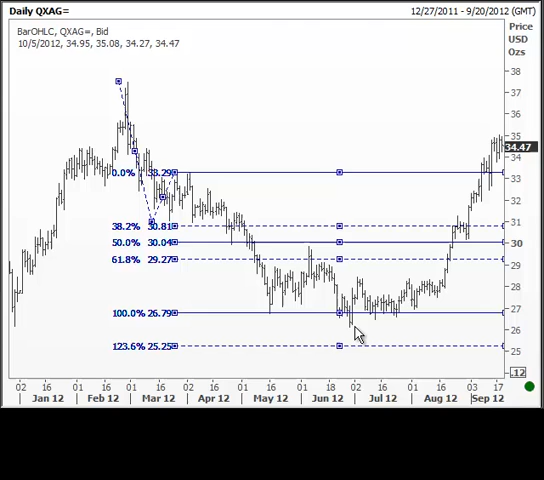 Daily QXAG= 12/27/2011 - 9/20/2012 (GMT)
BarOHLC, QXAG=, Bid
10/5/2012, 34.95, 35.08, 34.27, 34.47
Price
USD
Ozs
38
37
36
35
34.47
34
33
32
31
30
29
28
27
26
25
.12
0.0% 33.29
38.2% 30.81
50.0% 30.04
61.8% 29.27
100.0% 26.79
123.6% 25.25
02 16 01 16 01 16 02 16 01 16 01 18 02 16 01 16 03 17
Jan 12 Feb 12 Mar 12 Apr 12 May 12 Jun 12 Jul 12 Aug 12 Sep 12